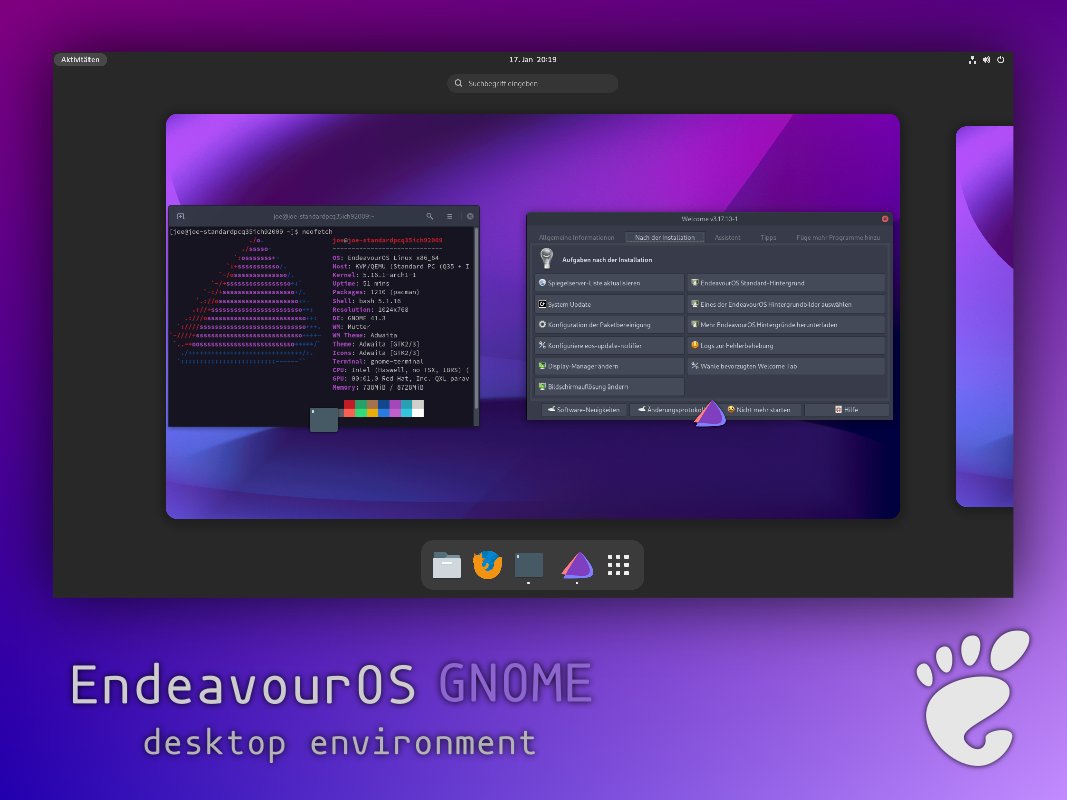 Aktivitäten
17. Jan 20:19
Suchbegriff eingeben
joe@joe-standardpcq35ich92009:~
[joe@joe-standardpcq35ich92009 ~]$ neofetch
joe@joe-standardpcq35ich92009
OS: EndeavourOS Linux x86_64
Host: KVM/QEMU (Standard PC (Q35 + I
Kernel: 5.16.1-arch1-1
Uptime: 51 mins
Packages: 1210 (pacman)
Shell: bash 5.1.16
Resolution: 1024x768
DE: GNOME 41.3
WM: Mutter
WM Theme: Adwaita
Theme: Adwaita [GTK2/3]
Icons: Adwaita [GTK2/3]
Terminal: gnome-terminal
CPU: Intel (Haswell, no TSX, IBRS) (
GPU: 00:01.0 Red Hat, Inc. QXL parav
Memory: 738MiB / 8728MiB
Welcome v3.17.10-1
Allgemeine Informationen Nach der Installation Assistent Tipps Füge mehr Programme hinzu
Aufgaben nach der Installation
Spiegelserver-Liste aktualisieren
EndeavourOS Standard-Hintergrund
System Update
Eines der EndeavourOS Hintergrundbilder auswählen
Konfiguration der Paketbereinigung
Mehr EndeavourOS Hintergründe herunterladen
Konfiguriere eos-update-notifier
Logs zur Fehlerbehebung
Display-Manager ändern
Wähle bevorzugten Welcome Tab
Bildschirmauflösung ändern
Software-Neuigkeiten Änderungsprotokol Nicht mehr starten Hilfe
EndeavourOS GNOME
desktop environment